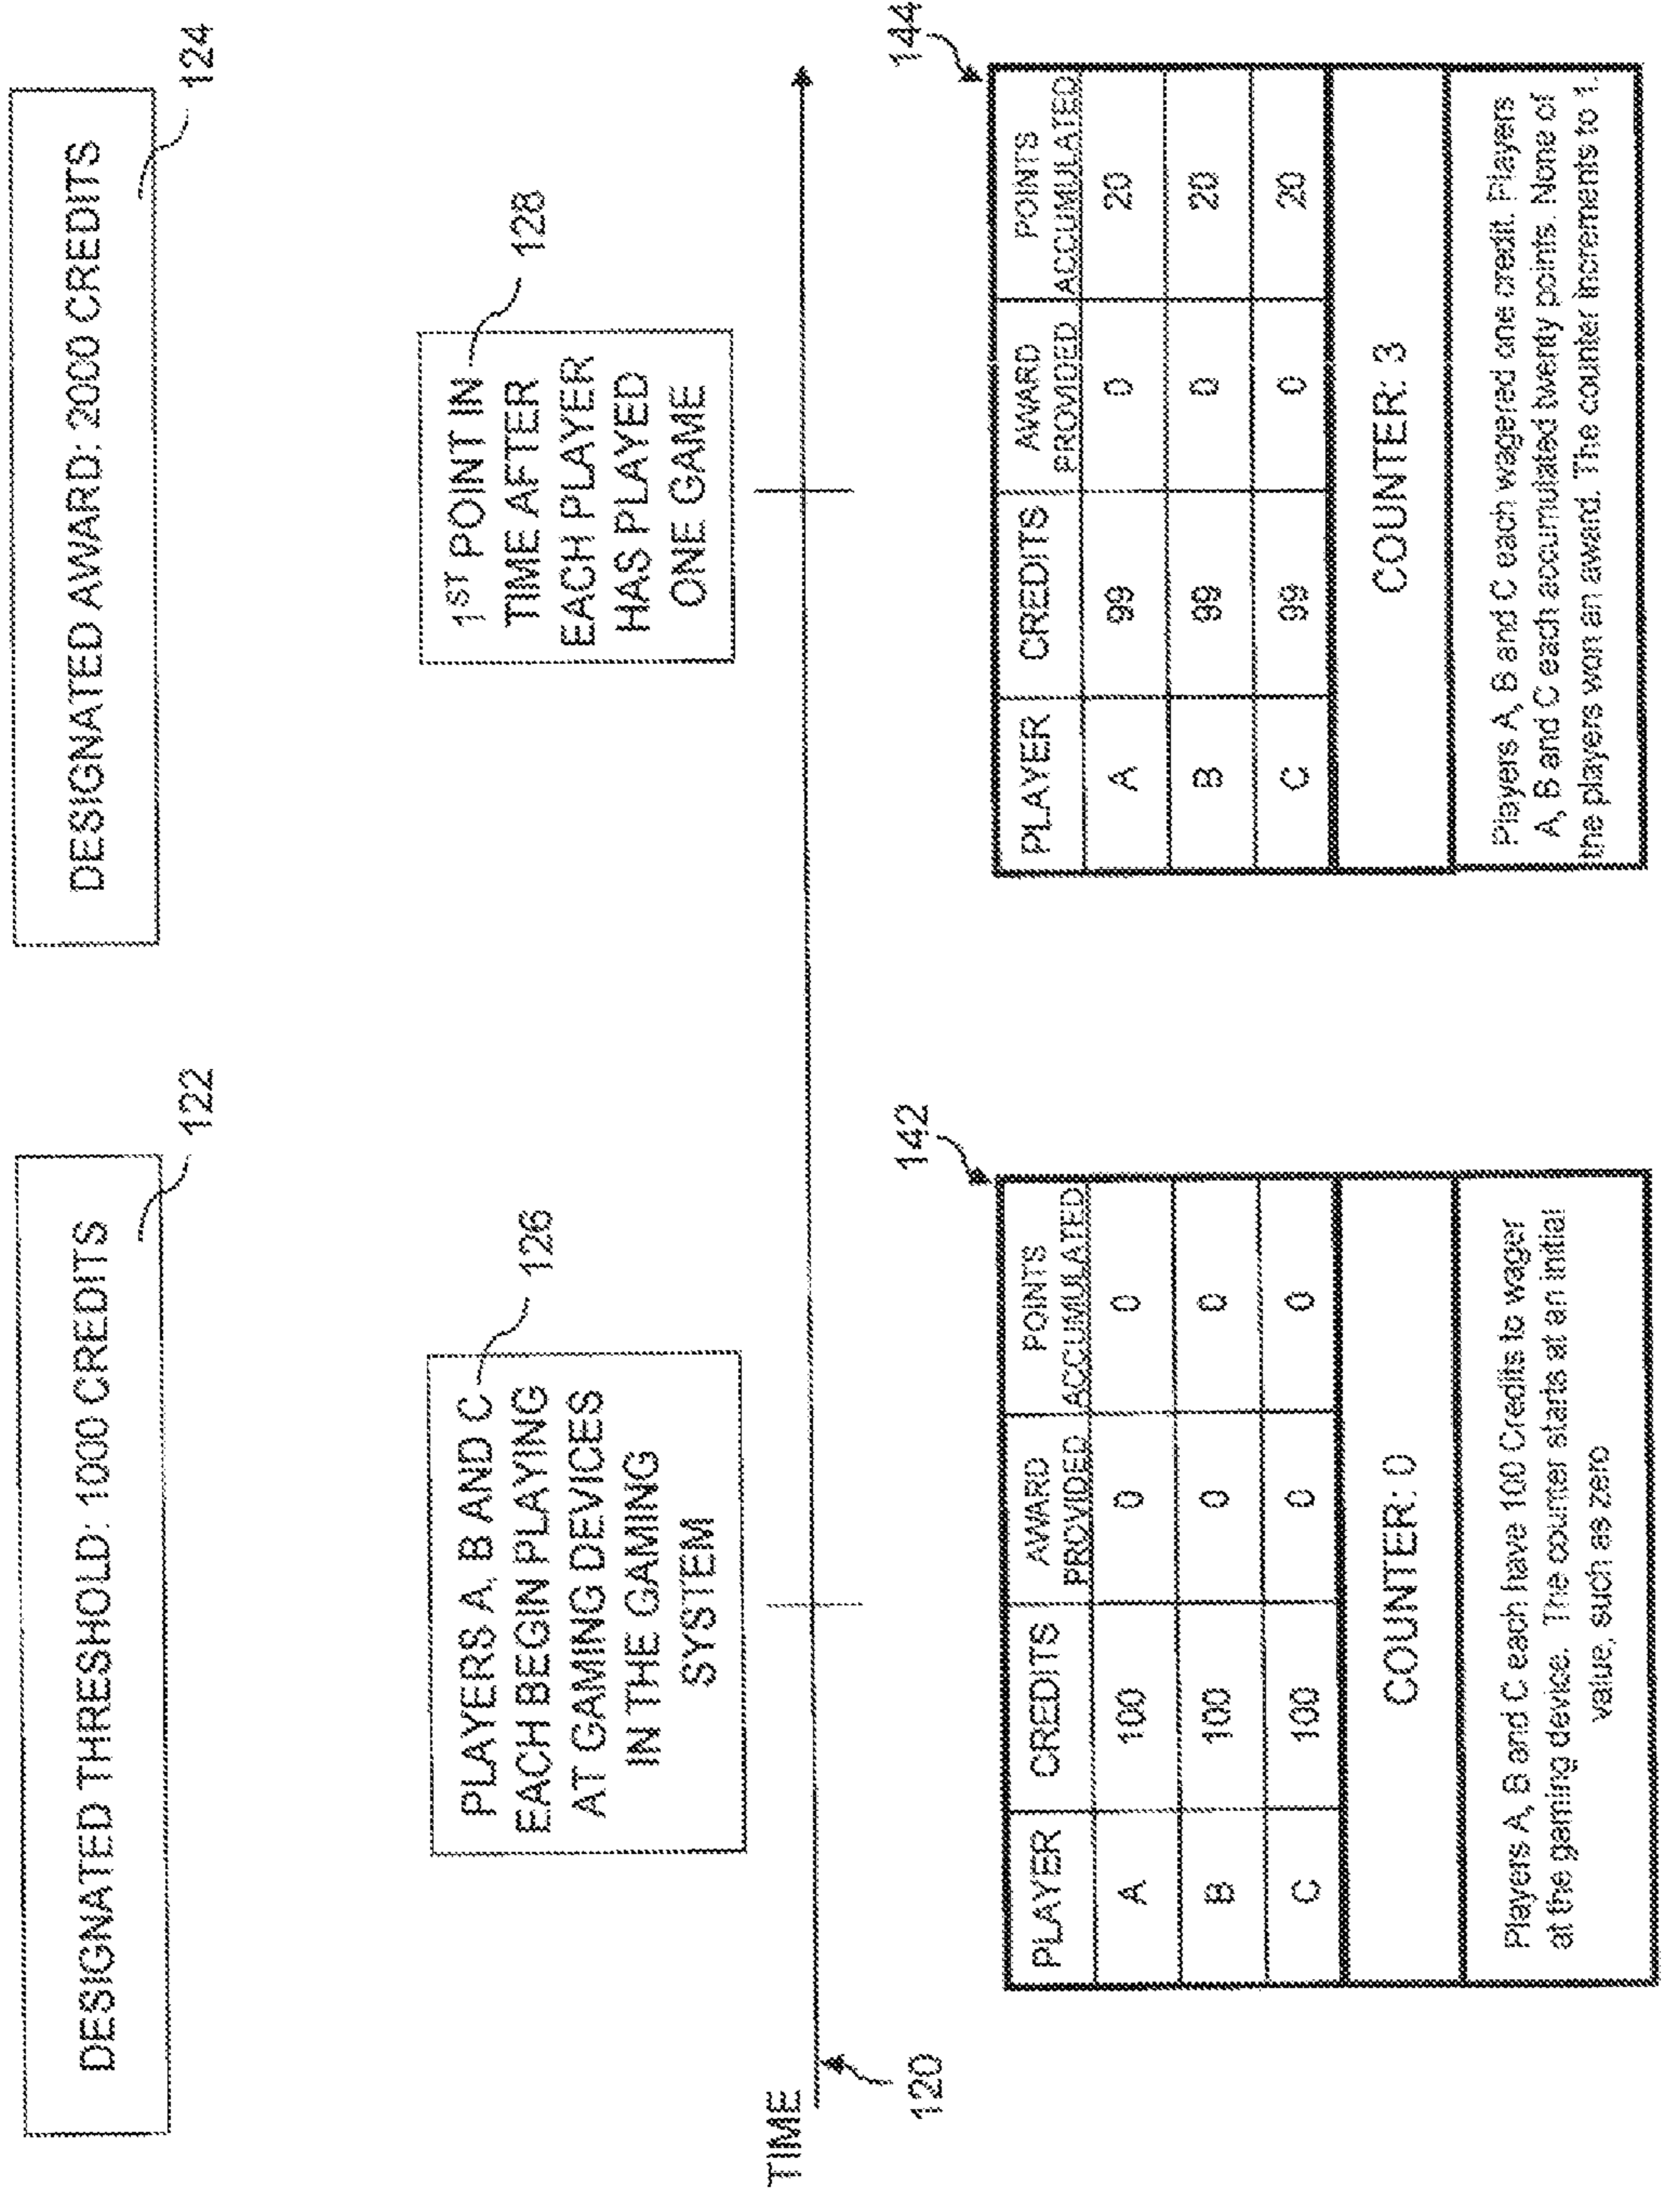 DESIGNATED THRESHOLD: 1000 CREDITS
122
DESIGNATED AWARD: 2000 CREDITS
124
PLAYERS A, B AND C
EACH BEGIN PLAYING
AT GAMING DEVICES
IN THE GAMING
SYSTEM
126
1ST POINT IN
TIME AFTER
EACH PLAYER
HAS PLAYED
ONE GAME
128
TIME
120
142
PLAYER CREDITS AWARD PROVIDED POINTS ACCUMULATED
A 100 0 0
B 100 0 0
C 100 0 0
COUNTER: 0
Players A, B and C each have 100 Credits to wager
at the gaming device. The counter starts at an initial
value, such as zero
144
PLAYER CREDITS AWARD PROVIDED POINTS ACCUMULATED
A 99 0 20
B 99 0 20
C 99 0 20
COUNTER: 3
Players A, B and C each wagered one credit. Players
A, B and C each accumulated twenty points. None of
the players won an award. The counter increments to 1.